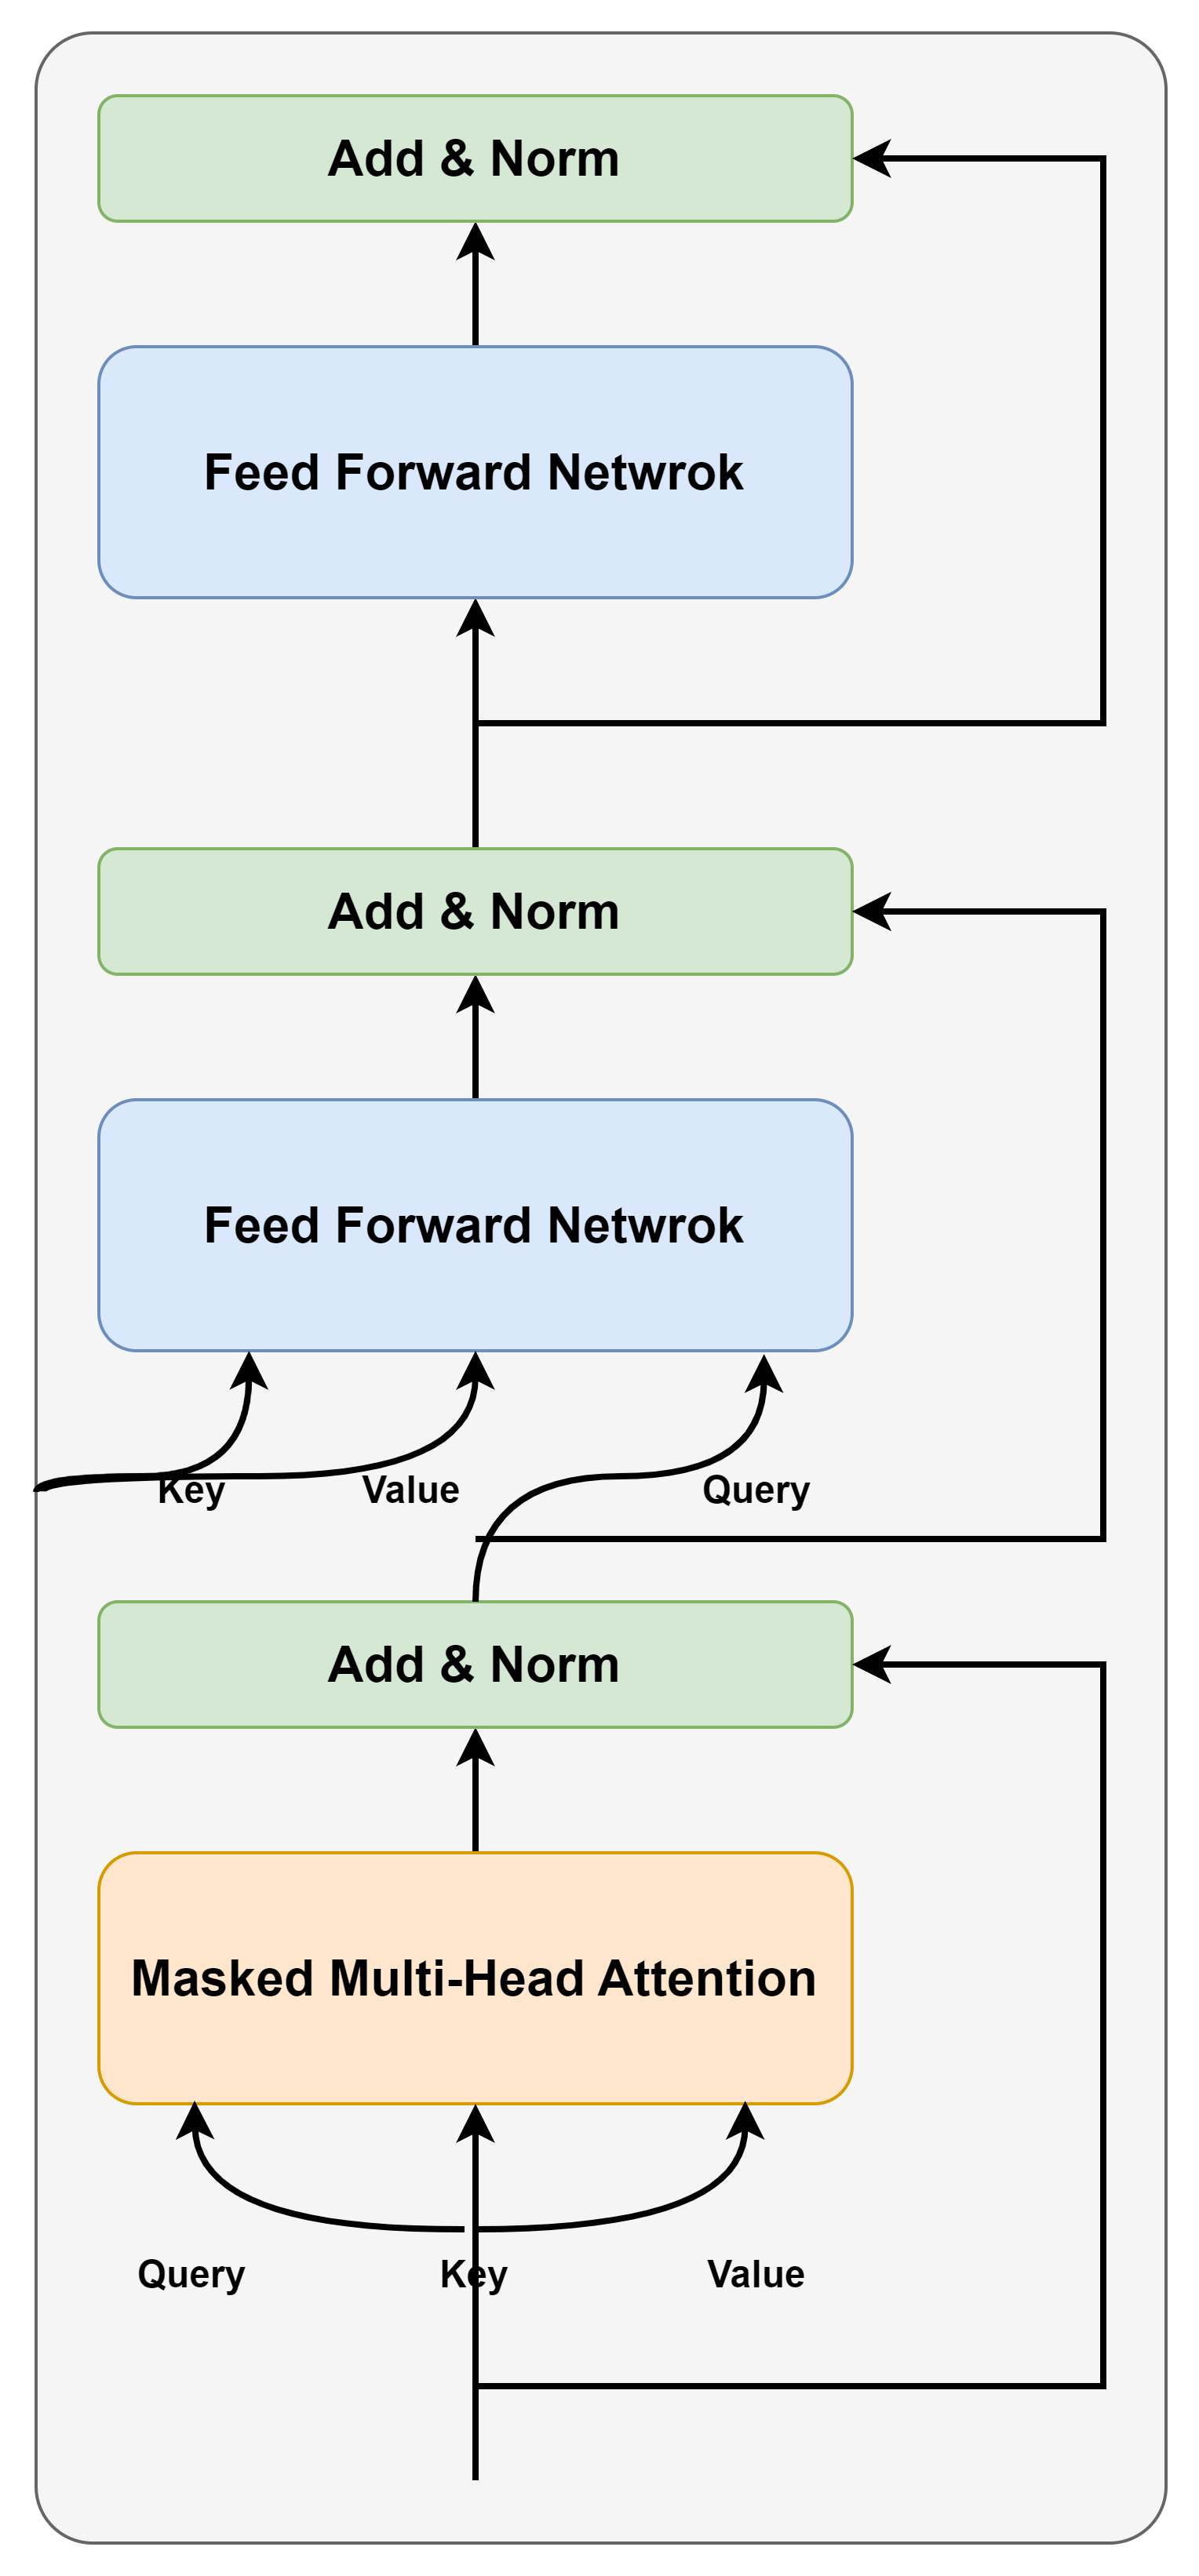 Add & Norm
Feed Forward Netwrok
Add & Norm
Feed Forward Netwrok
Key Value Query
Add & Norm
Masked Multi-Head Attention
Query Key Value